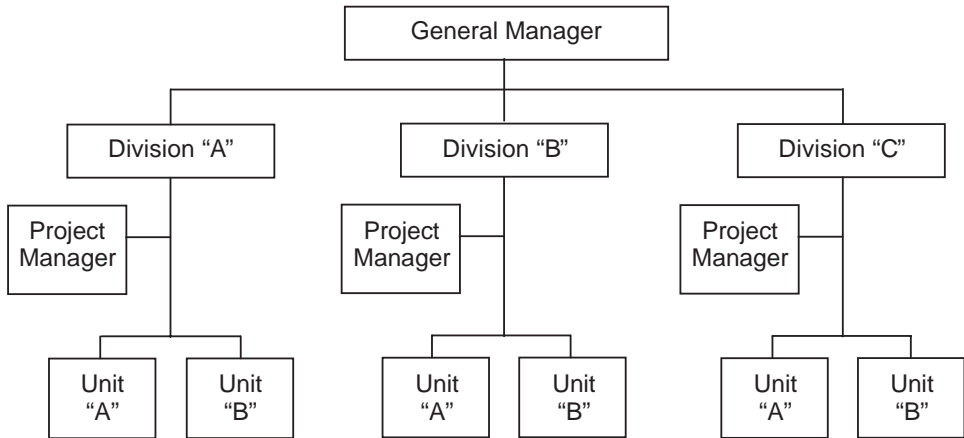 General Manager
Division “A”
Division “B”
Division “C”
Project
Manager
Project
Manager
Project
Manager
Unit
“A”
Unit
“B”
Unit
“A”
Unit
“B”
Unit
“A”
Unit
“B”